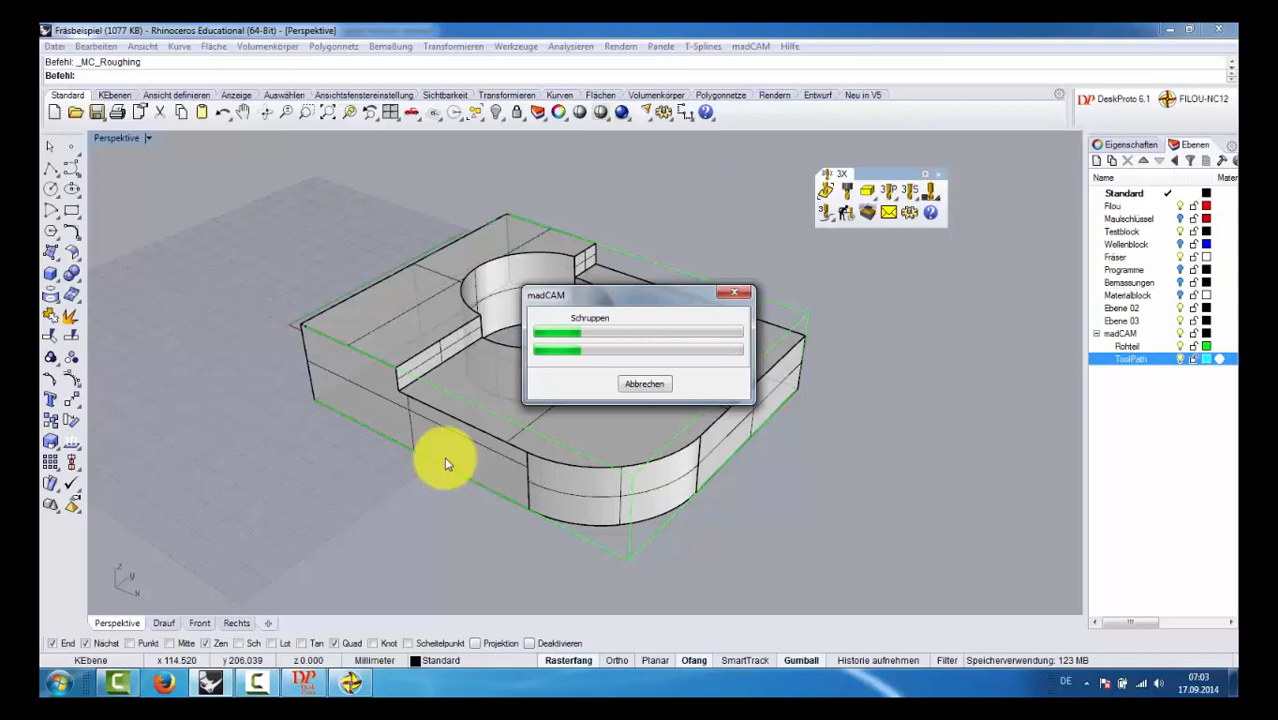 Fräsbeispiel (1077 KB) - Rhinoceros Educational (64-Bit) - [Perspektive]
Datei Bearbeiten Ansicht Kurve Fläche Volumenkörper Polygonnetz Bemaßung Transformieren Werkzeuge Analysieren Rendern Panele T-Splines madCAM Hilfe
Befehl: _MC_Roughing
Befehl:
Standard KEbenen Ansicht definieren Anzeige Auswählen Ansichtsfenstereinstellung Sichtbarkeit Transformieren Kurven Flächen Volumenkörper Polygonnetze Rendern Entwurf Neu in V5
DeskProto 6.1 FILOU-NC12
Perspektive
Eigenschaften Ebenen
Name Mater
Standard
Filou
Maulschlüssel
Testblock
Wellenblock
Fräser
Programme
Bemassungen
Materialblock
Ebene 02
Ebene 03
madCAM
Rohteil
ToolPath
3X
madCAM
Schruppen
Abbrechen
z
y
x
Perspektive Drauf Front Rechts
End Nächst Punkt Mitte Zen Sch Lot Tan Quad Knot Scheitelpunkt Projektion Deaktivieren
KEbene x 114.520 y 206.039 z 0.000 Millimeter Standard Rasterfang Ortho Planar Ofang SmartTrack Gumball Historie aufnehmen Filter Speicherverwendung: 123 MB
DE
07:03
17.09.2014